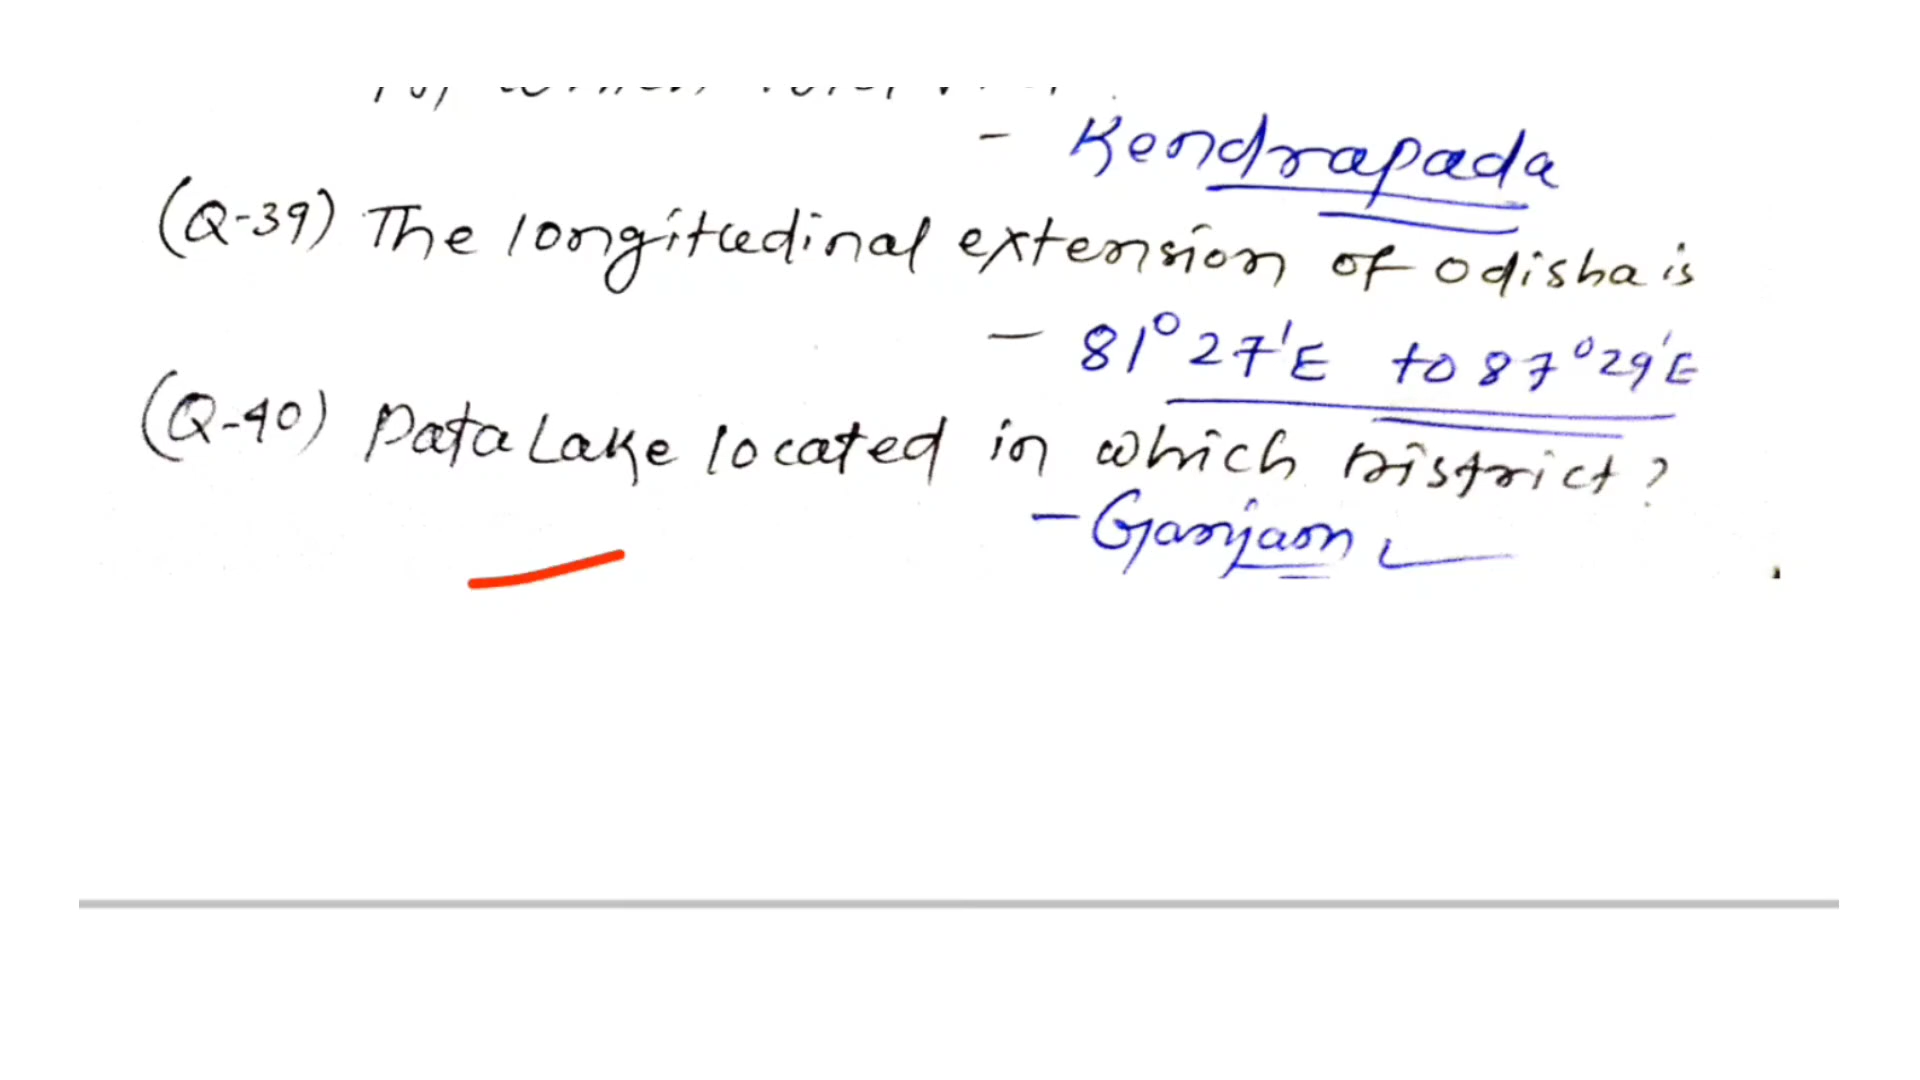 - Kendrapada
(Q-39) The longitudinal extension of odisha is
- 81°27'E to 87°29'E
(Q-40) Pata Lake located in which District?
- Ganjam